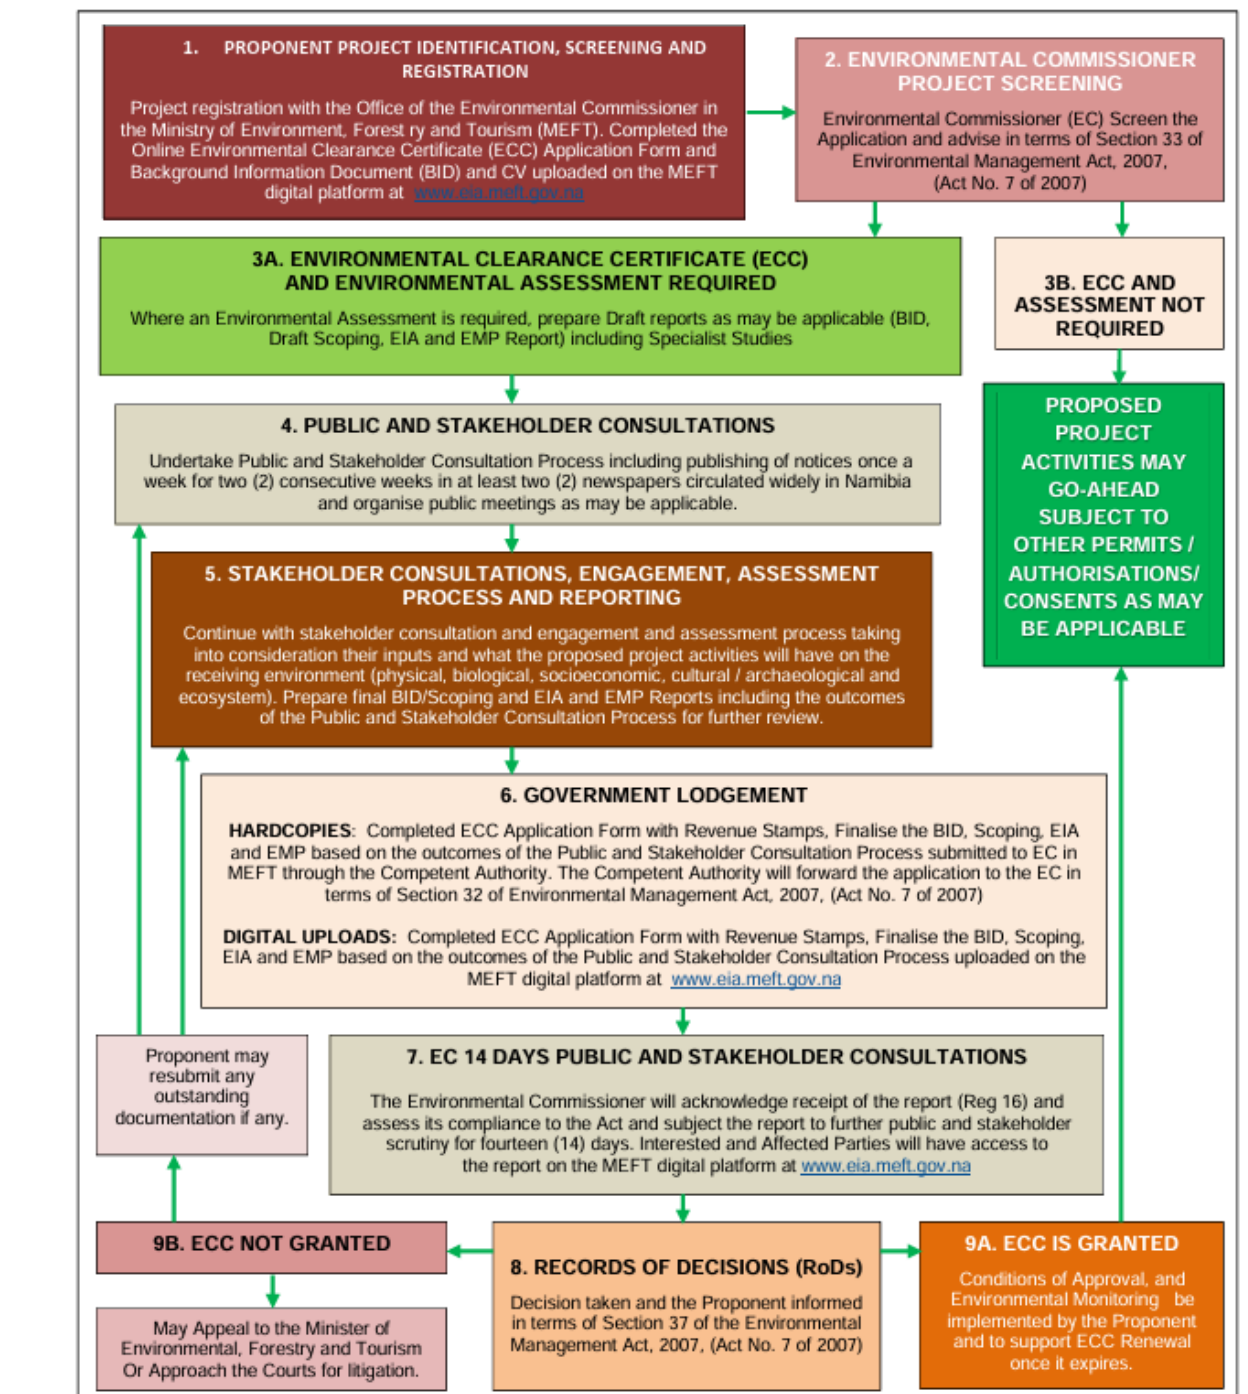 1. PROPONENT PROJECT IDENTIFICATION, SCREENING AND
REGISTRATION
Project registration with the Office of the Environmental Commissioner in
the Ministry of Environment, Forest ry and Tourism (MEFT). Completed the
Online Environmental Clearance Certificate (ECC) Application Form and
Background Information Document (BID) and CV uploaded on the MEFT
digital platform at www.eia.meft.gov.na
2. ENVIRONMENTAL COMMISSIONER
PROJECT SCREENING
Environmental Commissioner (EC) Screen the
Application and advise in terms of Section 33 of
Environmental Management Act, 2007,
(Act No. 7 of 2007)
3A. ENVIRONMENTAL CLEARANCE CERTIFICATE (ECC)
AND ENVIRONMENTAL ASSESSMENT REQUIRED
Where an Environmental Assessment is required, prepare Draft reports as may be applicable (BID,
Draft Scoping, EIA and EMP Report) including Specialist Studies
3B. ECC AND
ASSESSMENT NOT
REQUIRED
PROPOSED
PROJECT
ACTIVITIES MAY
GO-AHEAD
SUBJECT TO
OTHER PERMITS /
AUTHORISATIONS/
CONSENTS AS MAY
BE APPLICABLE
4. PUBLIC AND STAKEHOLDER CONSULTATIONS
Undertake Public and Stakeholder Consultation Process including publishing of notices once a
week for two (2) consecutive weeks in at least two (2) newspapers circulated widely in Namibia
and organise public meetings as may be applicable.
5. STAKEHOLDER CONSULTATIONS, ENGAGEMENT, ASSESSMENT
PROCESS AND REPORTING
Continue with stakeholder consultation and engagement and assessment process taking
into consideration their inputs and what the proposed project activities will have on the
receiving environment (physical, biological, socioeconomic, cultural / archaeological and
ecosystem). Prepare final BID/Scoping and EIA and EMP Reports including the outcomes
of the Public and Stakeholder Consultation Process for further review.
6. GOVERNMENT LODGEMENT
HARDCOPIES: Completed ECC Application Form with Revenue Stamps, Finalise the BID, Scoping, EIA
and EMP based on the outcomes of the Public and Stakeholder Consultation Process submitted to EC in
MEFT through the Competent Authority. The Competent Authority will forward the application to the EC in
terms of Section 32 of Environmental Management Act, 2007, (Act No. 7 of 2007)
DIGITAL UPLOADS: Completed ECC Application Form with Revenue Stamps, Finalise the BID, Scoping,
EIA and EMP based on the outcomes of the Public and Stakeholder Consultation Process uploaded on the
MEFT digital platform at www.eia.meft.gov.na
Proponent may
resubmit any
outstanding
documentation if any.
7. EC 14 DAYS PUBLIC AND STAKEHOLDER CONSULTATIONS
The Environmental Commissioner will acknowledge receipt of the report (Reg 16) and
assess its compliance to the Act and subject the report to further public and stakeholder
scrutiny for fourteen (14) days. Interested and Affected Parties will have access to
the report on the MEFT digital platform at www.eia.meft.gov.na
9B. ECC NOT GRANTED
May Appeal to the Minister of
Environmental, Forestry and Tourism
Or Approach the Courts for litigation.
8. RECORDS OF DECISIONS (RoDs)
Decision taken and the Proponent informed
in terms of Section 37 of the Environmental
Management Act, 2007, (Act No. 7 of 2007)
9A. ECC IS GRANTED
Conditions of Approval, and
Environmental Monitoring be
implemented by the Proponent
and to support ECC Renewal
once it expires.